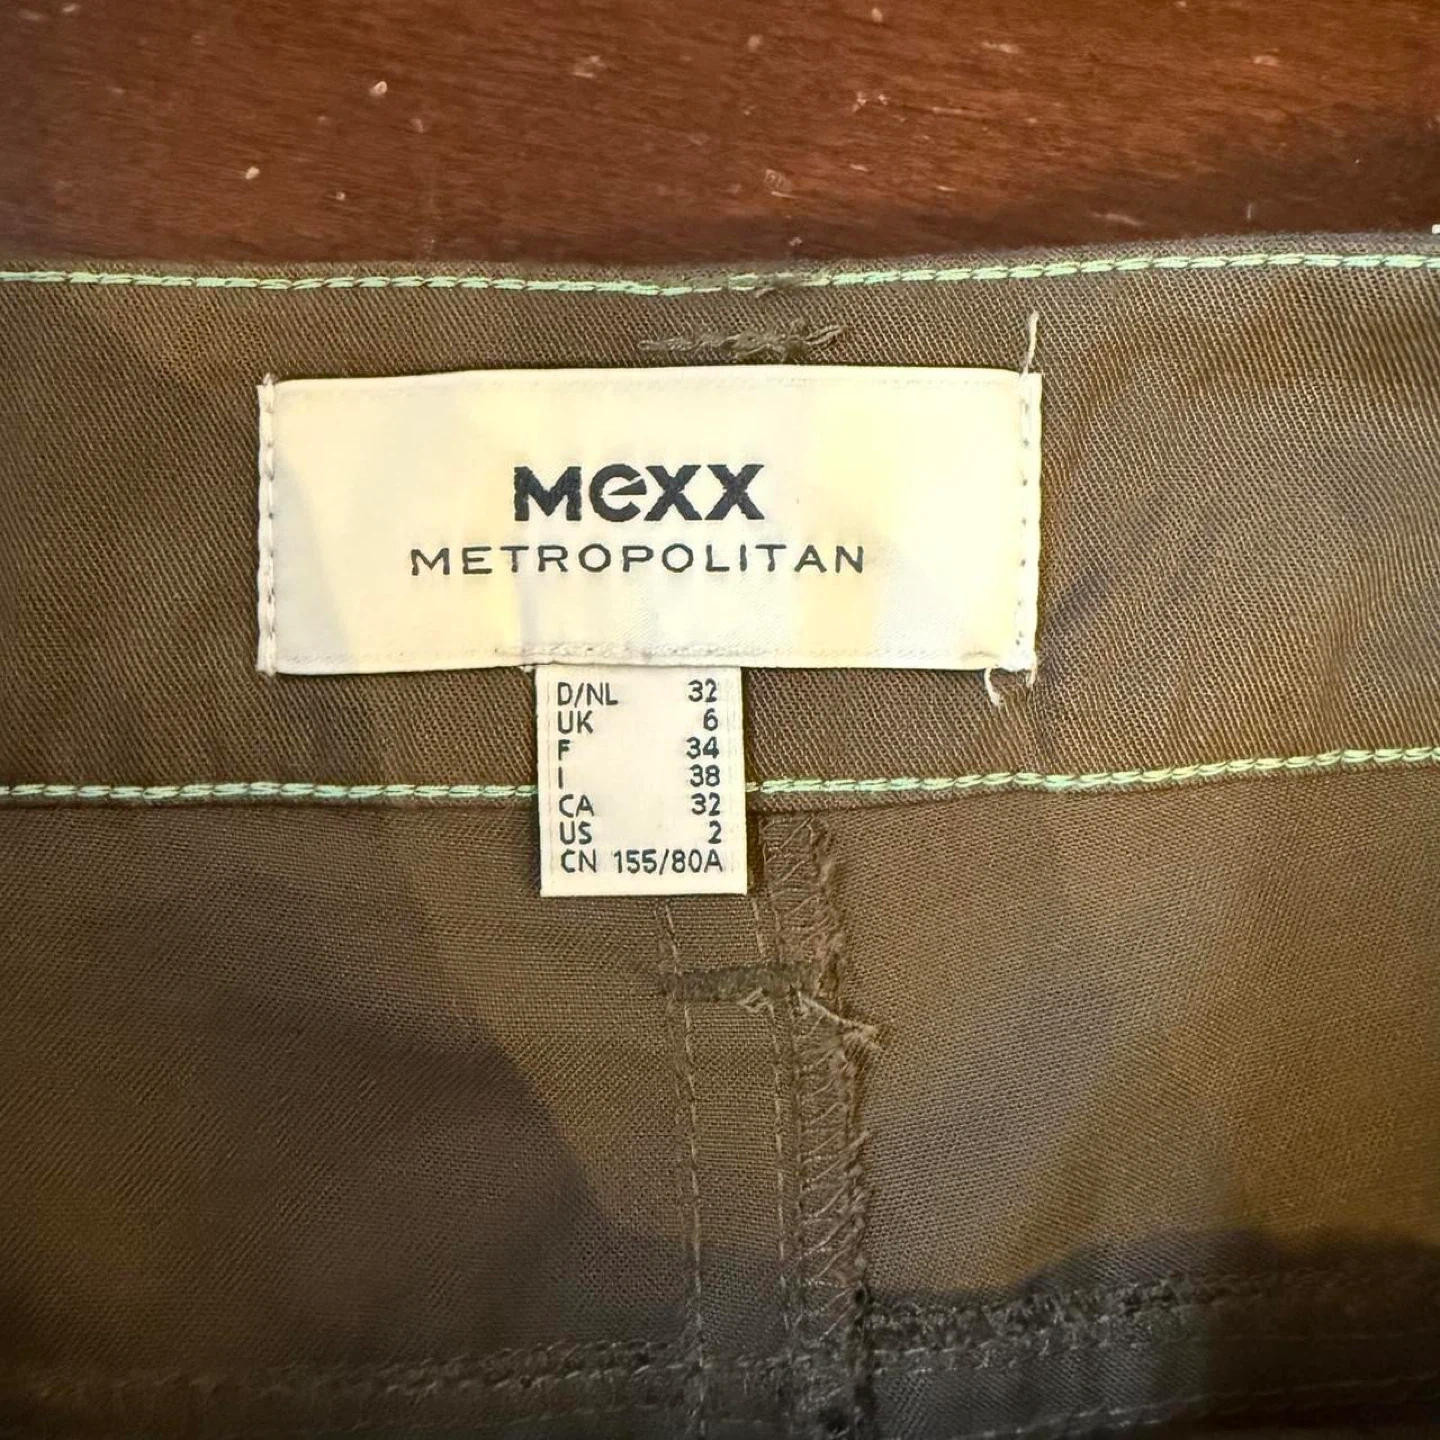 Mexx
METROPOLITAN
D/NL 32
UK 6
F 34
I 38
CA 32
US 2
CN 155/80A